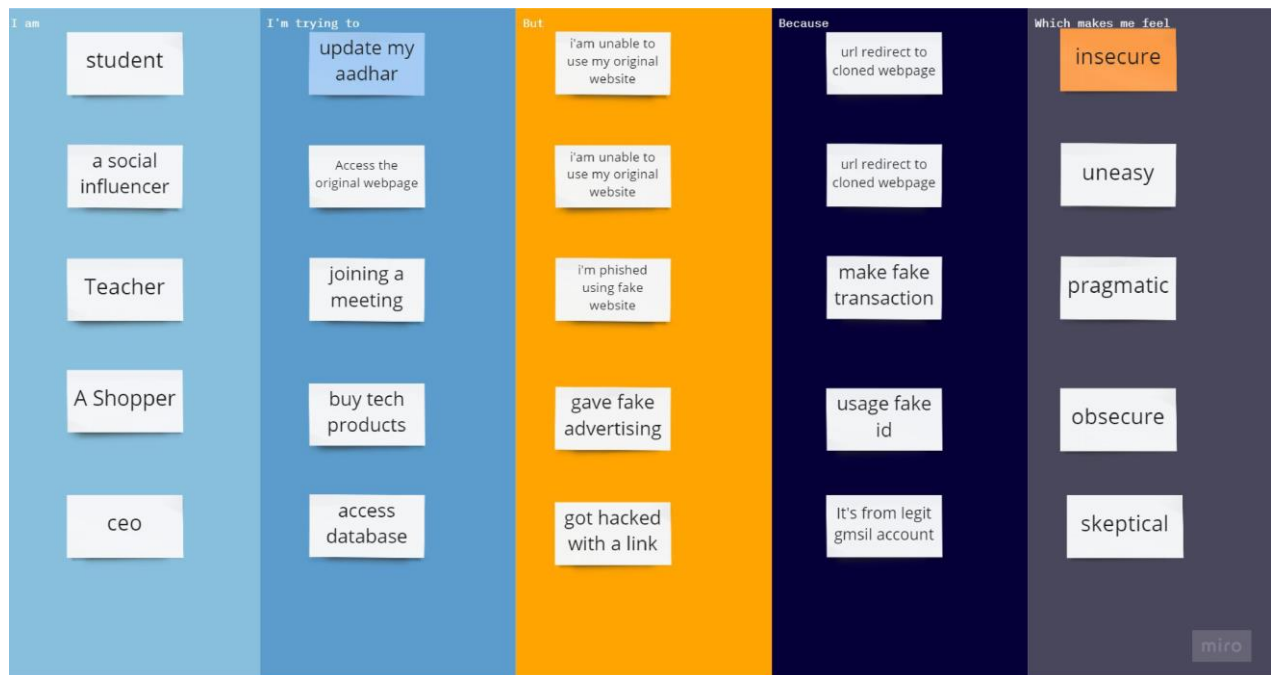 I am
I'm trying to
But
Because
Which makes me feel
student
update my
aadhar
i'am unable to
use my original
website
url redirect to
cloned webpage
insecure
a social
influencer
Access the
original webpage
i'am unable to
use my original
website
url redirect to
cloned webpage
uneasy
Teacher
joining a
meeting
i'm phished
using fake
website
make fake
transaction
pragmatic
A Shopper
buy tech
products
gave fake
advertising
usage fake
id
obsecure
ceo
access
database
got hacked
with a link
It's from legit
gmsil account
skeptical
miro